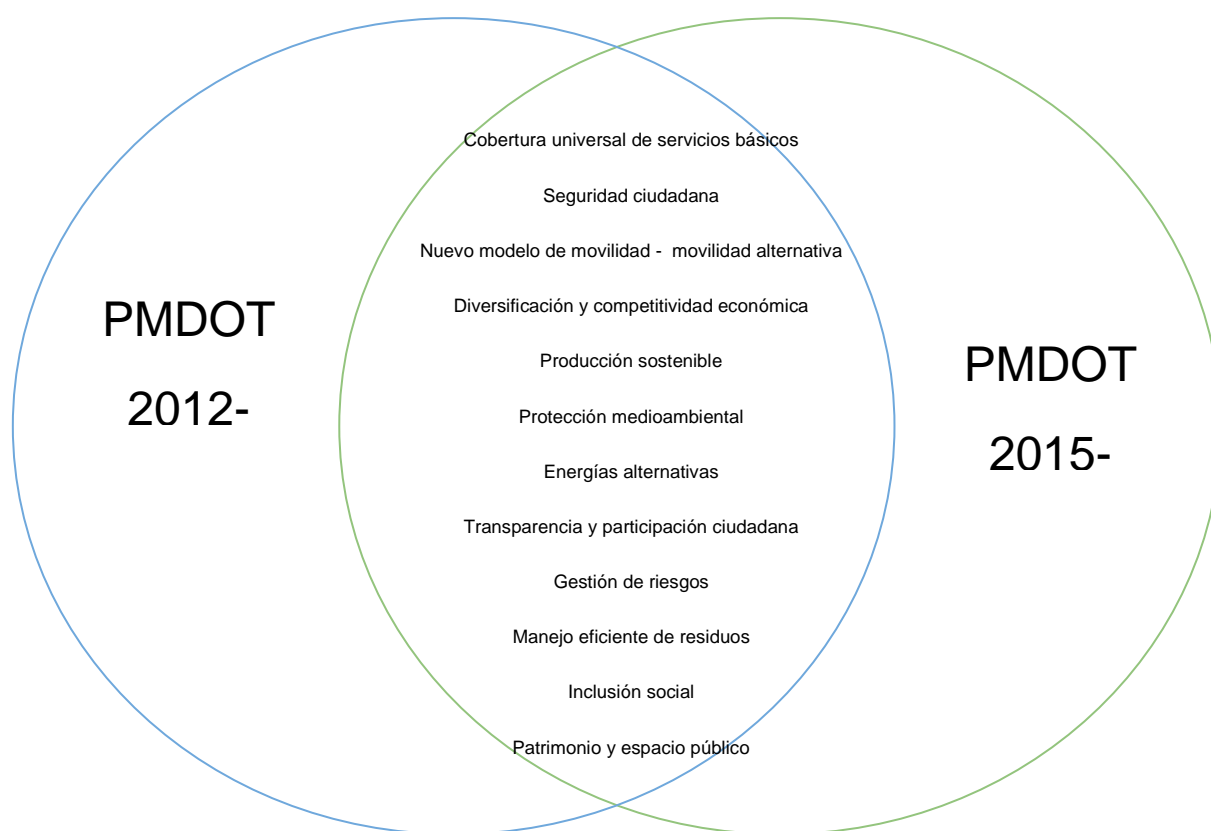 Cobertura universal de servicios básicos
Seguridad ciudadana
Nuevo modelo de movilidad - movilidad alternativa
Diversificación y competitividad económica
Producción sostenible
Protección medioambiental
Energías alternativas
Transparencia y participación ciudadana
Gestión de riesgos
Manejo eficiente de residuos
Inclusión social
Patrimonio y espacio público
PMDOT
2012-
PMDOT
2015-